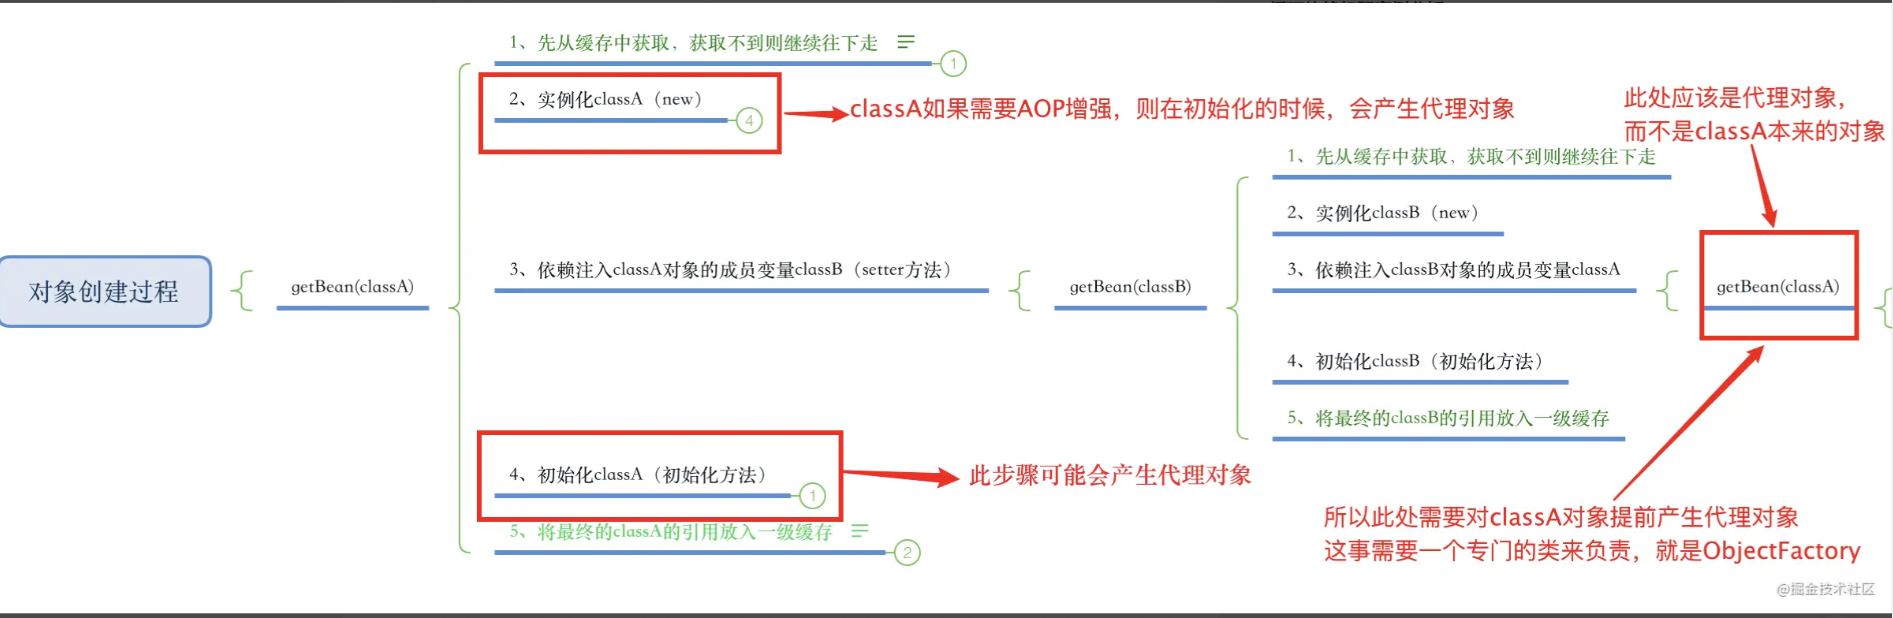 1、先从缓存中获取，获取不到则继续往下走
1
2、实例化classA（new）
4
classA如果需要AOP增强，则在初始化的时候，会产生代理对象
此处应该是代理对象，
而不是classA本来的对象
1、先从缓存中获取，获取不到则继续往下走
2、实例化classB（new）
对象创建过程
getBean(classA)
3、依赖注入classA对象的成员变量classB（setter方法）
getBean(classB)
3、依赖注入classB对象的成员变量classA
getBean(classA)
4、初始化classB（初始化方法）
5、将最终的classB的引用放入一级缓存
4、初始化classA（初始化方法）
1
此步骤可能会产生代理对象
5、将最终的classA的引用放入一级缓存
2
所以此处需要对classA对象提前产生代理对象
这事需要一个专门的类来负责，就是ObjectFactory
@掘金技术社区